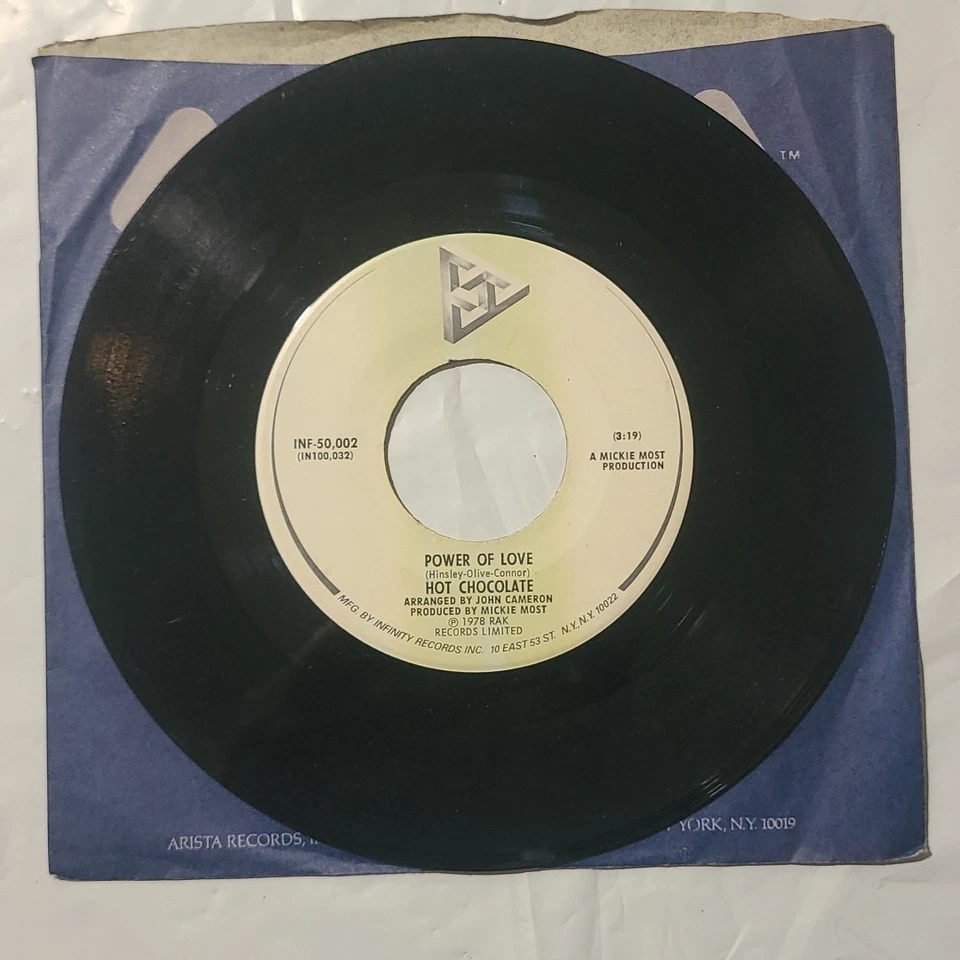 TM
INF-50,002
(IN100,032)
(3:19)
A MICKIE MOST
PRODUCTION
POWER OF LOVE
(Hinsley-Olive-Connor)
HOT CHOCOLATE
ARRANGED BY JOHN CAMERON
PRODUCED BY MICKIE MOST
℗ 1978 RAK
RECORDS LIMITED
MFG. BY INFINITY RECORDS INC. 10 EAST 53 ST. N.Y., N.Y. 10022
ARISTA RECORDS, YORK, N.Y. 10019